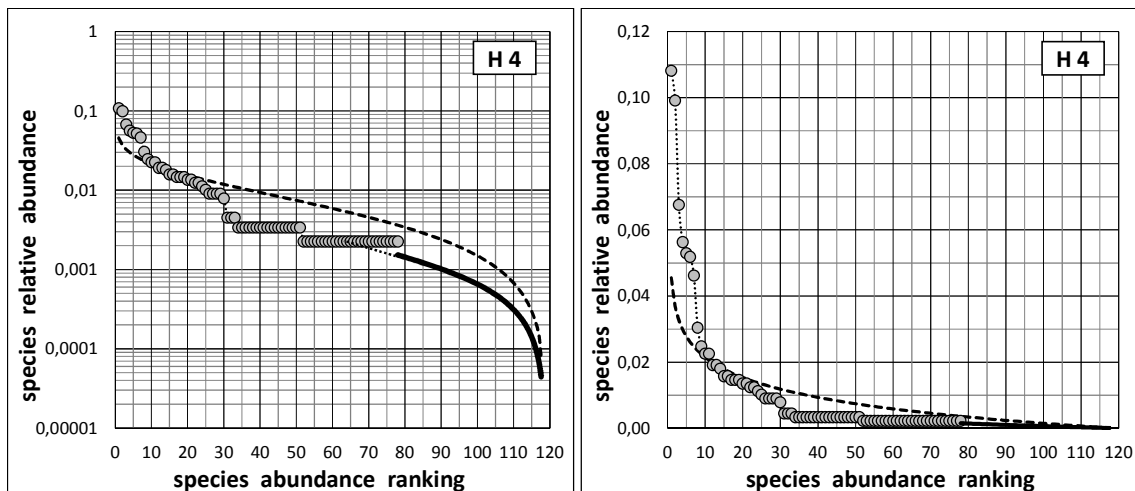 1
0,1
0,01
0,001
0,0001
0,00001
species relative abundance
H 4
0 10 20 30 40 50 60 70 80 90 100 110 120
species abundance ranking
0,12
0,10
0,08
0,06
0,04
0,02
0,00
species relative abundance
H 4
0 10 20 30 40 50 60 70 80 90 100 110 120
species abundance ranking